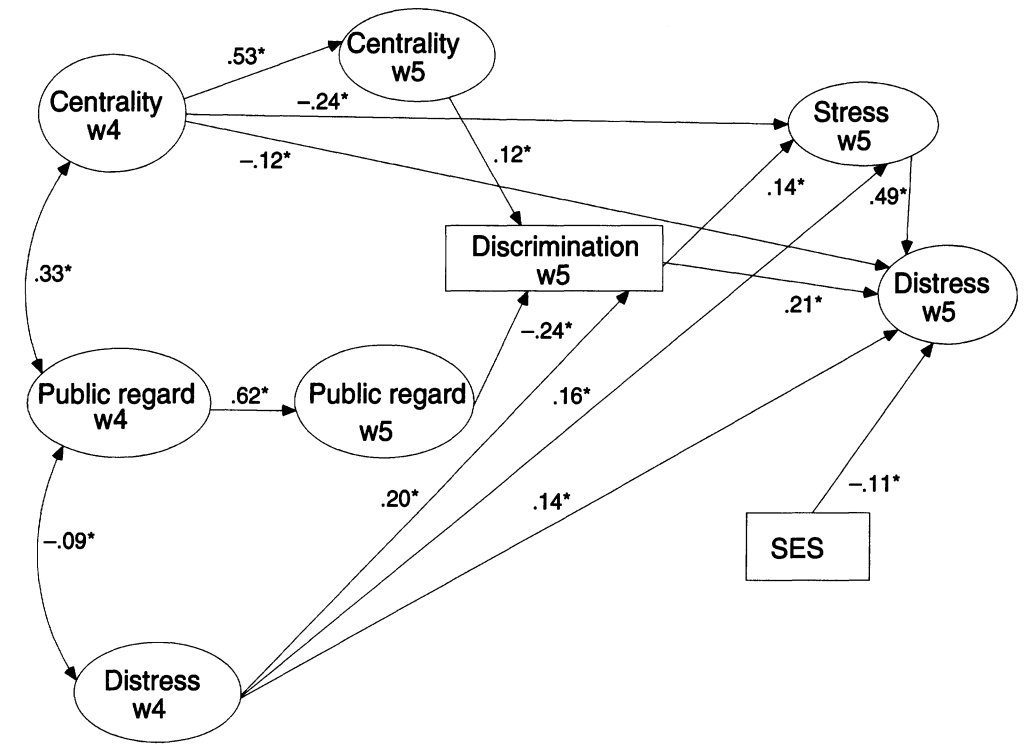 Centrality
w4
.53*
Centrality
w5
–.24*
–.12*
.12*
Stress
w5
.14*
.49*
.33*
Discrimination
w5
.21*
Distress
w5
–.24*
Public regard
w4
.62*
Public regard
w5
.16*
.20*
.14*
–.11*
–.09*
SES
Distress
w4